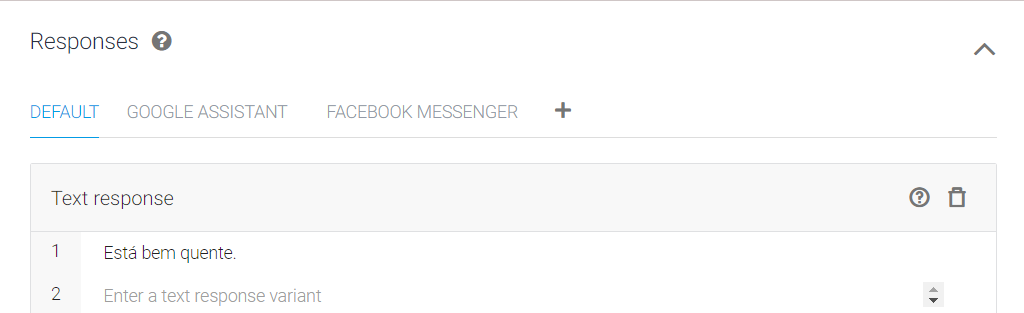 Responses
DEFAULT GOOGLE ASSISTANT FACEBOOK MESSENGER +
Text response
1 Está bem quente.
2 Enter a text response variant